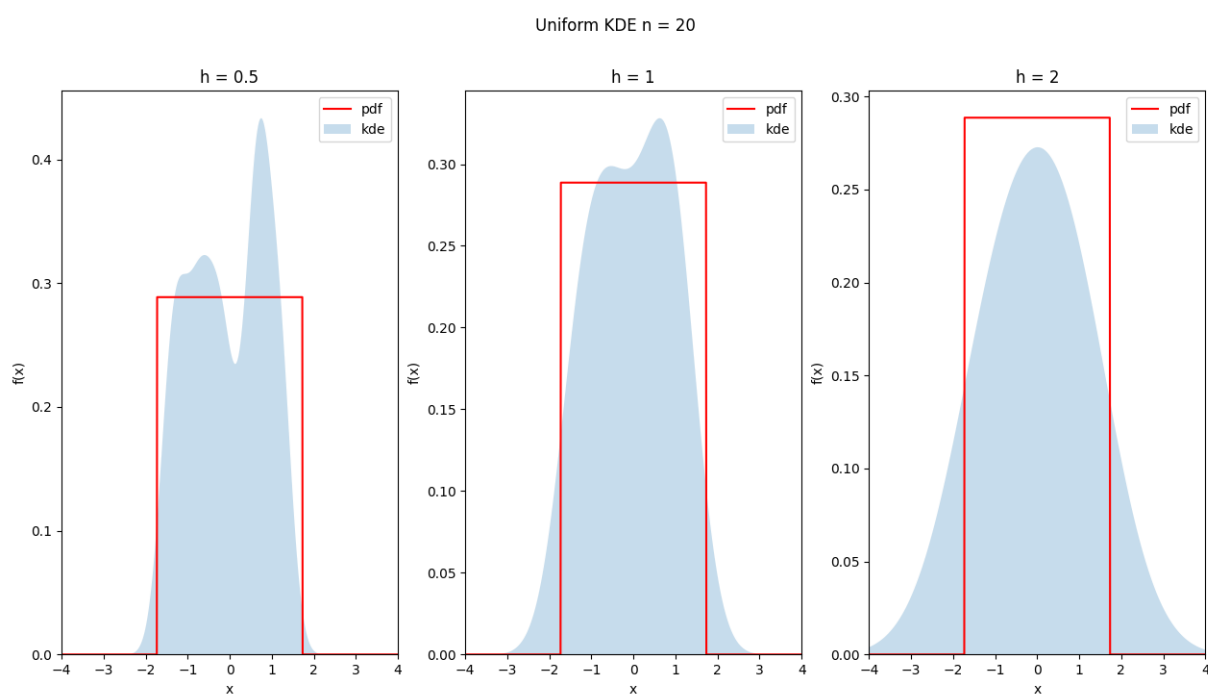 Uniform KDE n = 20
h = 0.5
pdf
kde
0.4
0.3
0.2
0.1
0.0
f(x)
−4 −3 −2 −1 0 1 2 3 4
x
h = 1
pdf
kde
0.30
0.25
0.20
0.15
0.10
0.05
0.00
f(x)
−4 −3 −2 −1 0 1 2 3 4
x
h = 2
pdf
kde
0.30
0.25
0.20
0.15
0.10
0.05
0.00
f(x)
−4 −3 −2 −1 0 1 2 3 4
x